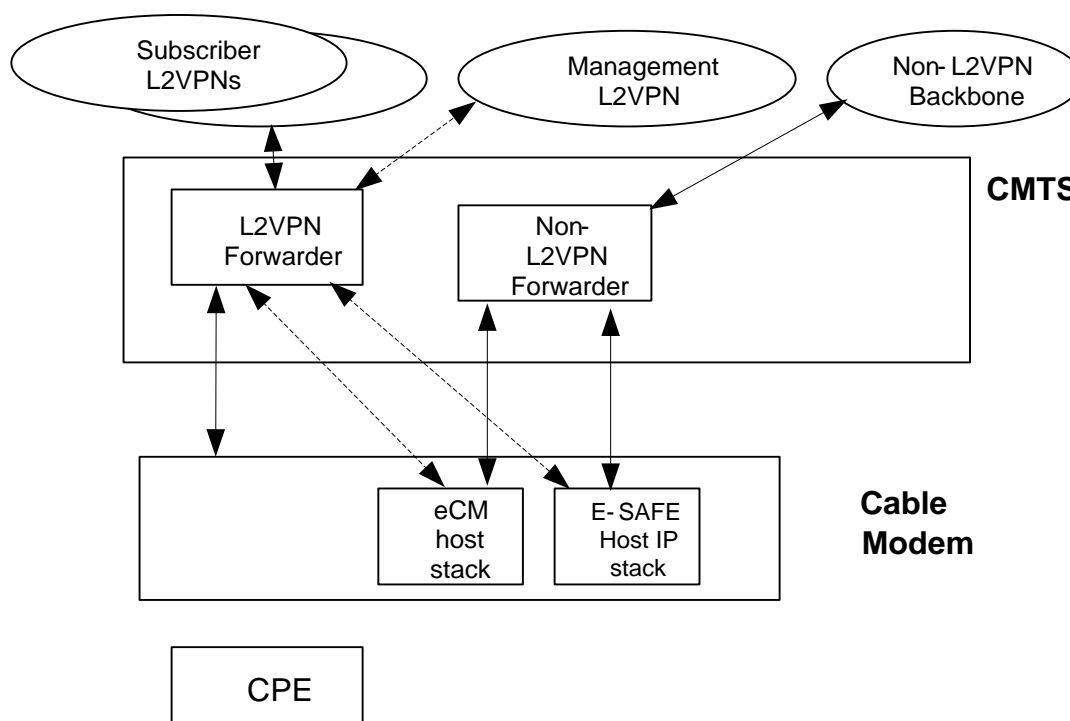 Subscriber
L2VPNs
Management
L2VPN
Non- L2VPN
Backbone
CMTS
L2VPN
Forwarder
Non-
L2VPN
Forwarder
eCM
host
stack
E- SAFE
Host IP
stack
Cable
Modem
CPE